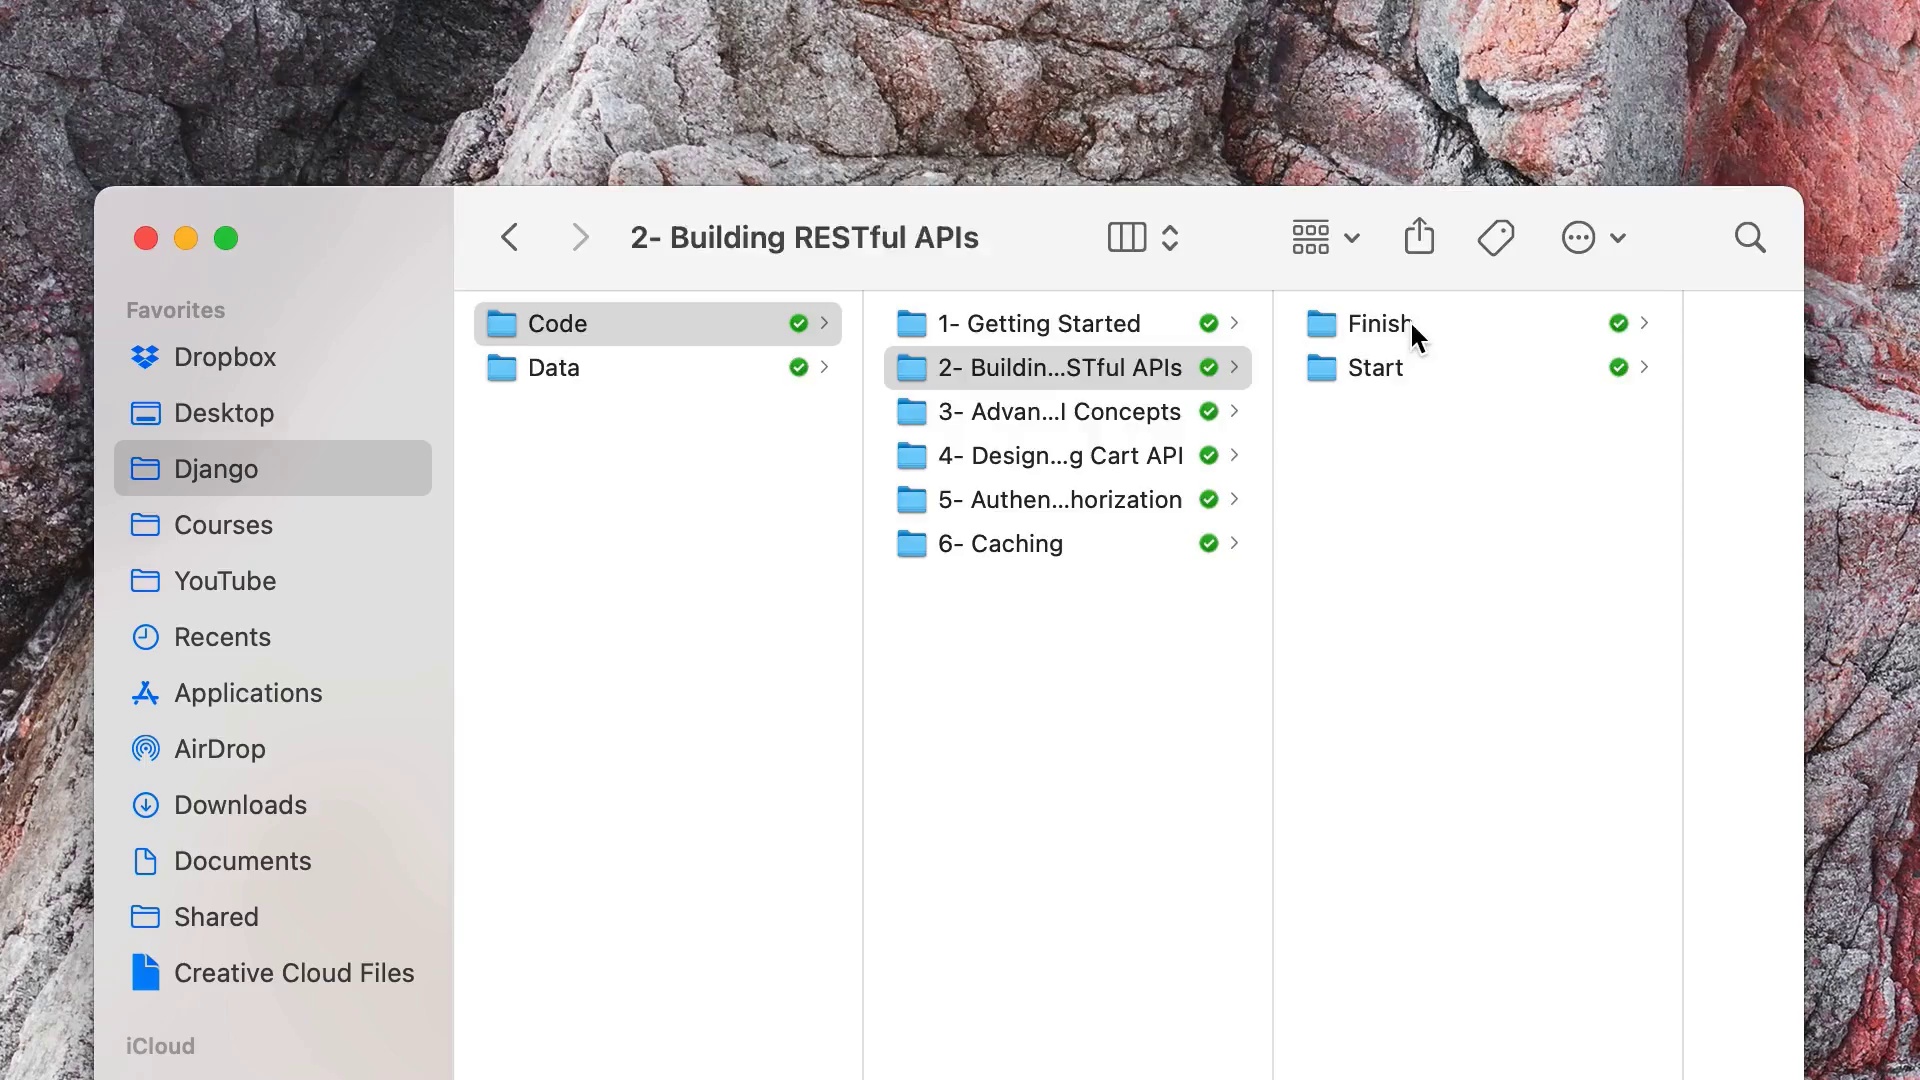 2- Building RESTful APIs
Favorites
Dropbox
Desktop
Django
Courses
YouTube
Recents
Applications
AirDrop
Downloads
Documents
Shared
Creative Cloud Files
iCloud
Code
Data
1- Getting Started
2- Buildin...STful APIs
3- Advan...I Concepts
4- Design...g Cart API
5- Authen...horization
6- Caching
Finish
Start